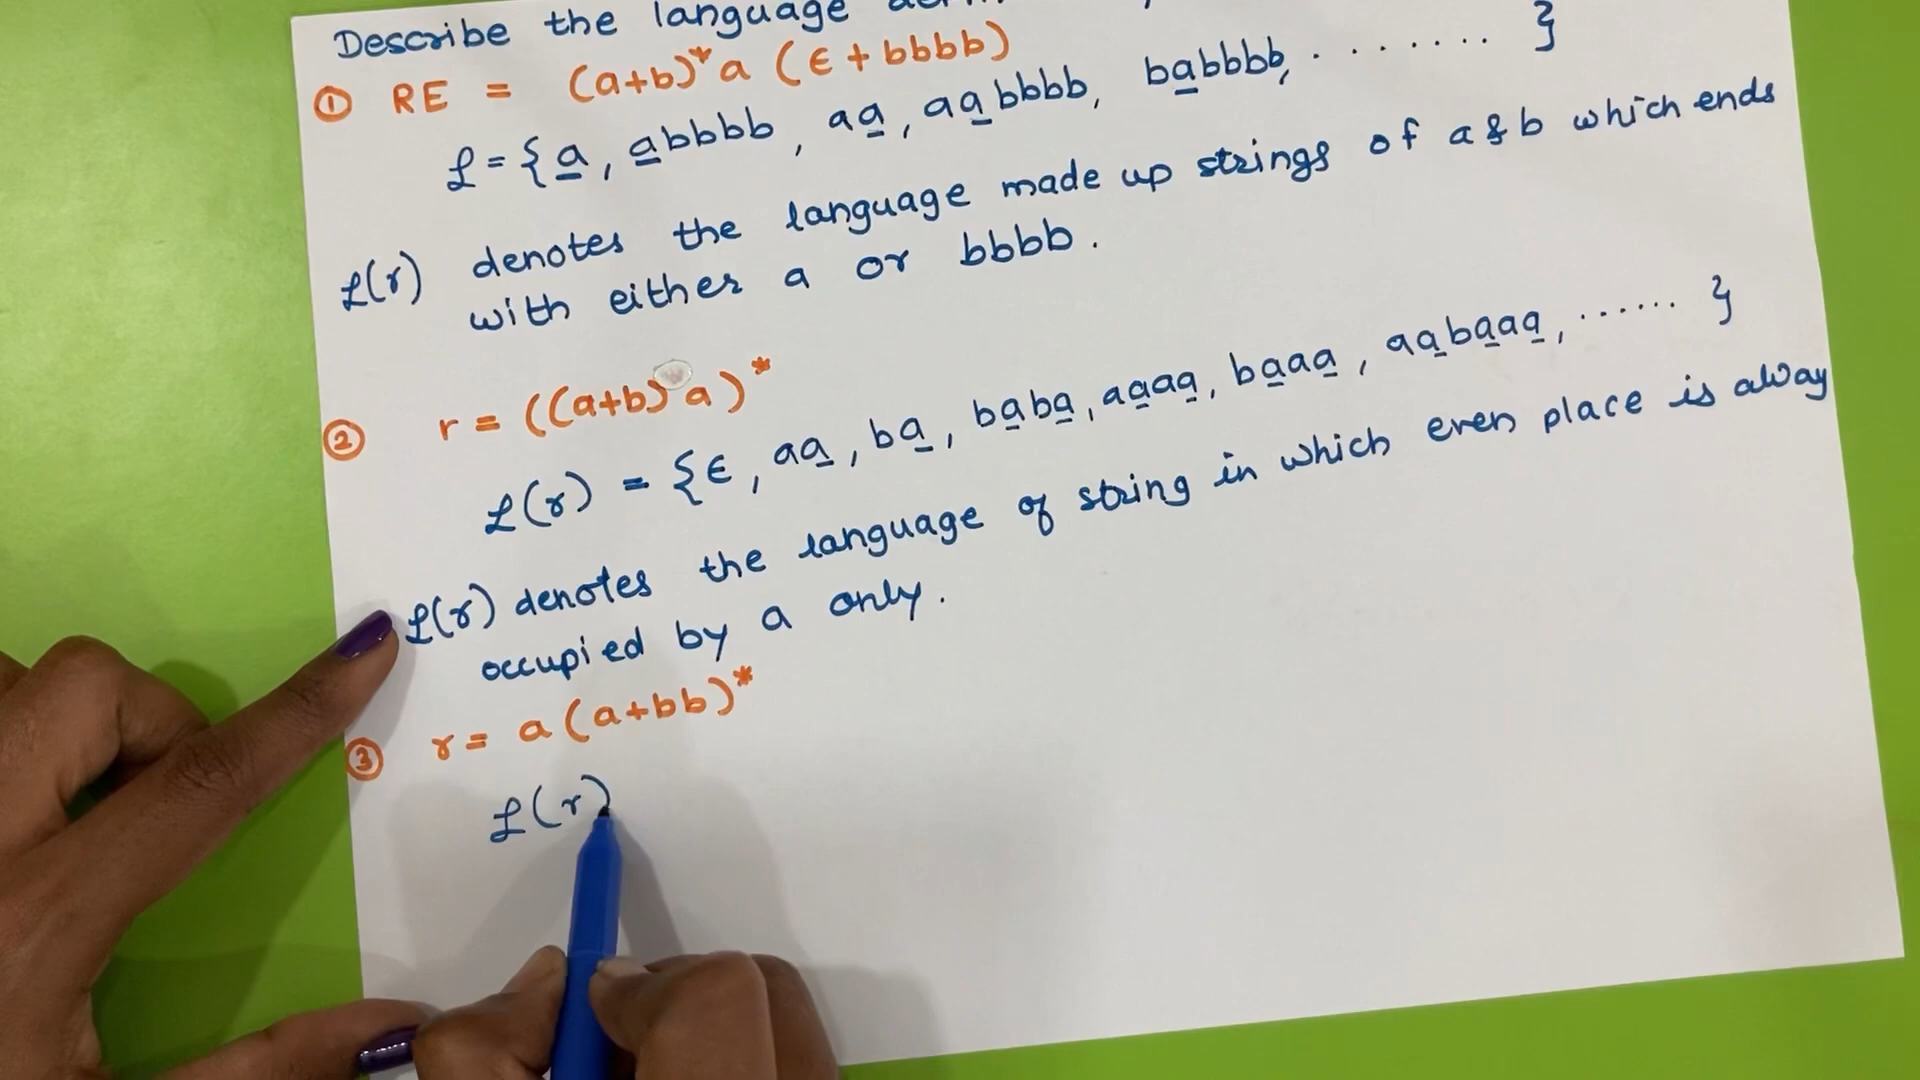 Describe the language
① RE = (a+b)*a (ϵ+bbbb)
ℒ={a, abbbb, aa, aabbbb, babbbb, ....... }
ℒ(r) denotes the language made up strings of a & b which ends
with either a or bbbb.
② r = ((a+b) a)*
ℒ(r) = {ϵ, aa, ba, baba, aaaa, baaa, aabaaa, ...... }
ℒ(r) denotes the language of string in which even place is alway
occupied by a only.
③ r= a(a+bb)*
ℒ(r)